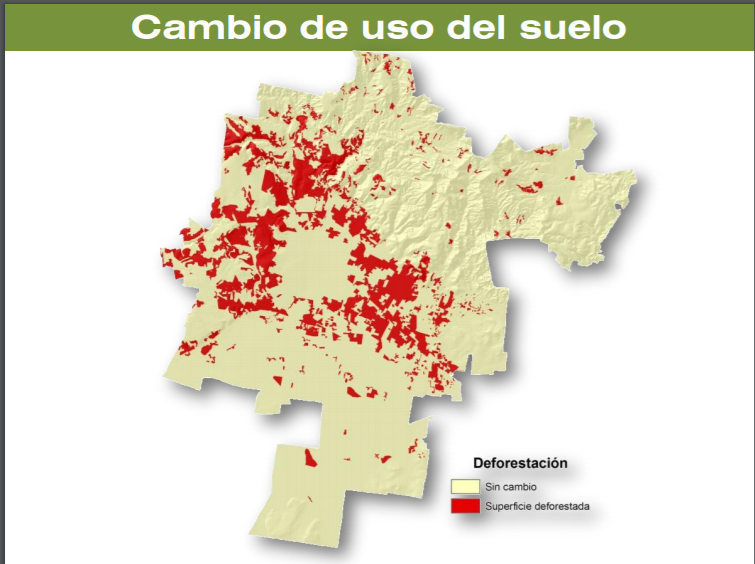 Cambio de uso del suelo
Deforestación
Sin cambio
Superficie deforestada